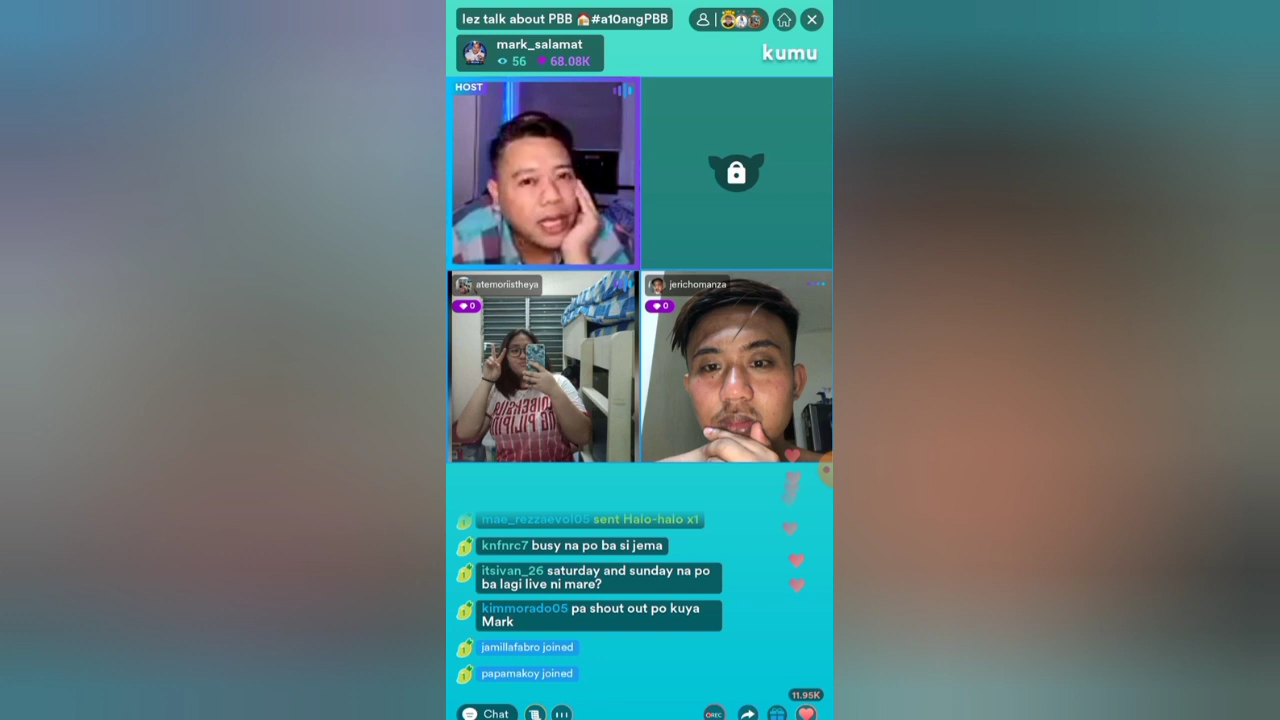 lez talk about PBB 🏠#a10angPBB
mark_salamat
56 68.08K
kumu
HOST
atemoriistheya
0
jerichomanza
0
mae_rezzaevol05 sent Halo-halo x1
knfnrc7 busy na po ba si jema
itsivan_26 saturday and sunday na po
ba lagi live ni mare?
kimmorado05 pa shout out po kuya
Mark
jamillafabro joined
papamakoy joined
11.95K
Chat
REC